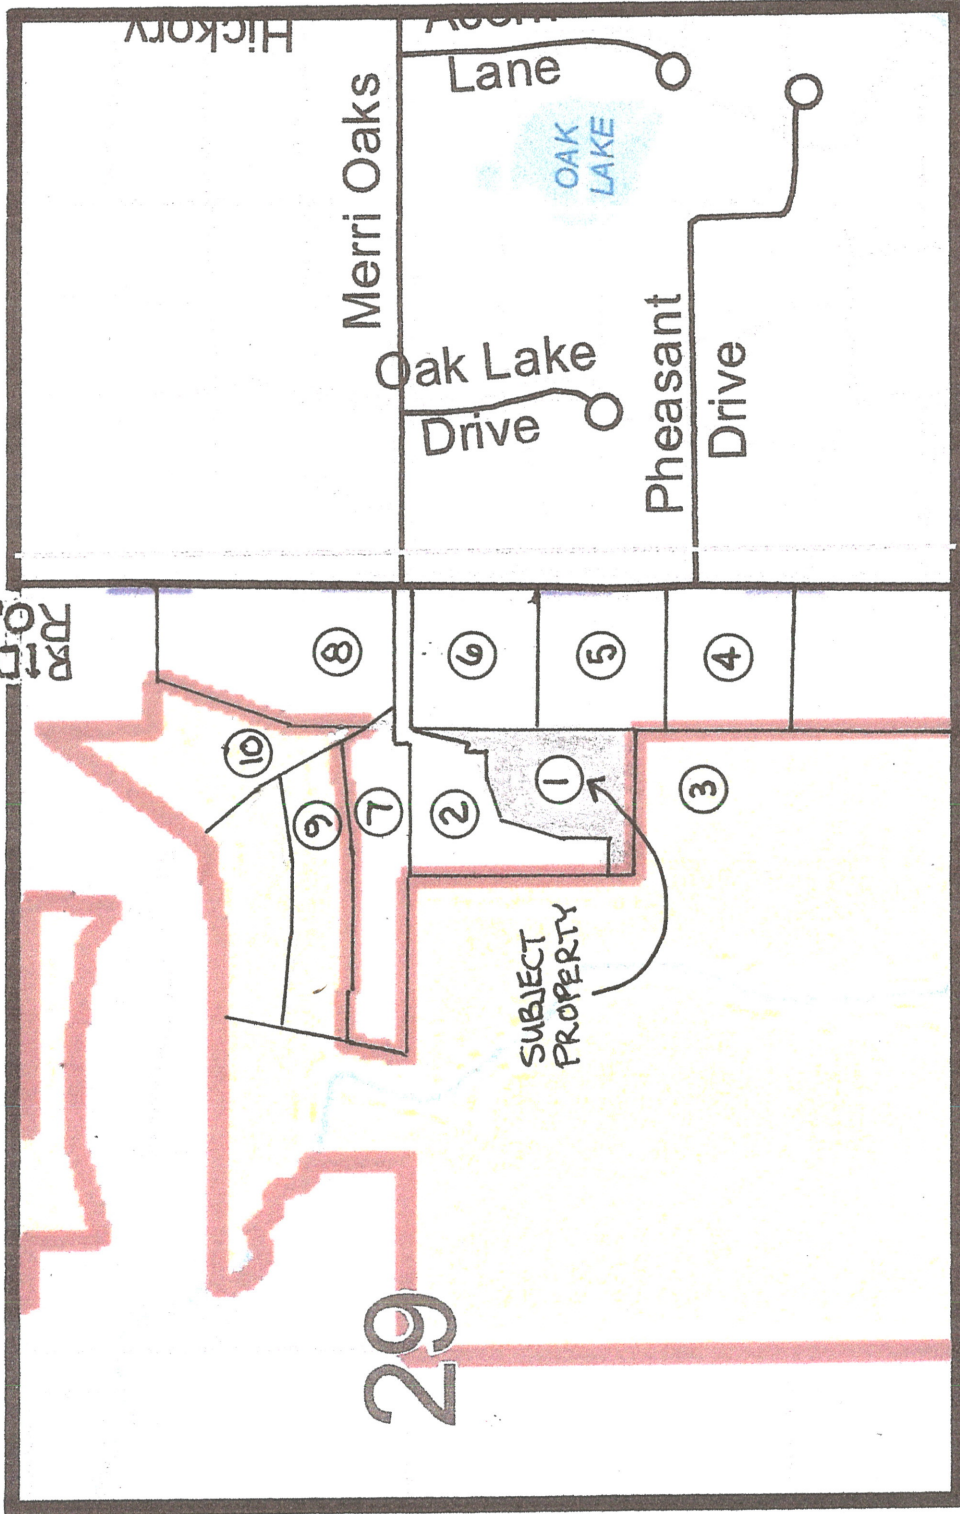 29
SUBJECT
PROPERTY
10
9
7
2
1
3
8
6
5
4
Hickory
Merri Oaks
Lane
OAK
LAKE
Oak Lake
Drive
Pheasant
Drive